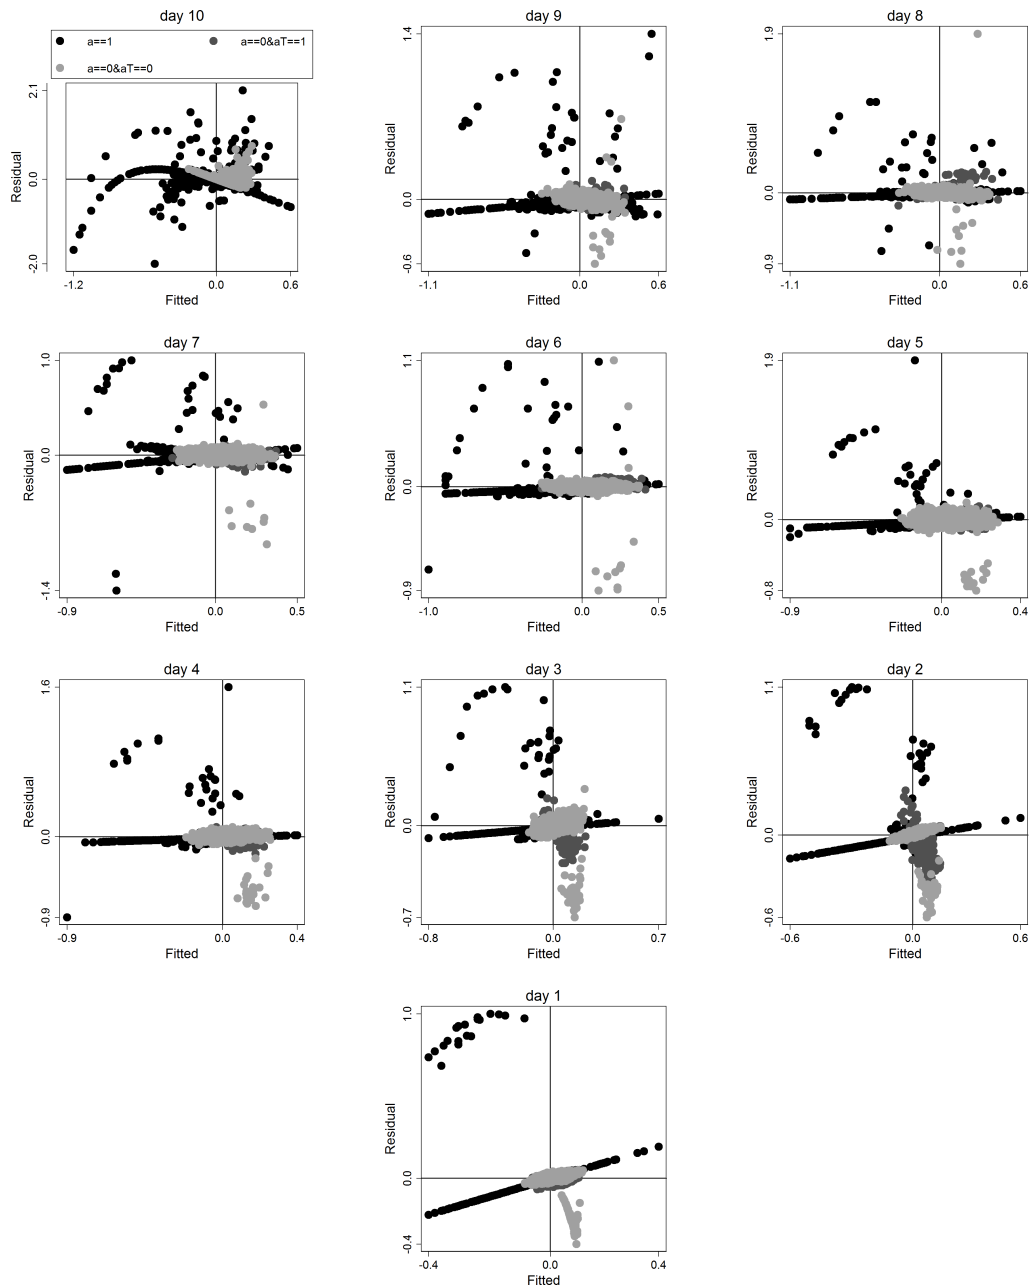 day 10
a==1
a==0&aT==1
a==0&aT==0
Residual
2.1
0.0
-2.0
-1.2
0.0
0.6
Fitted
day 9
Residual
1.4
0.0
-0.6
-1.1
0.0
0.6
Fitted
day 8
Residual
1.9
0.0
-0.9
-1.1
0.0
0.6
Fitted
day 7
Residual
1.0
0.0
-1.4
-0.9
0.0
0.5
Fitted
day 6
Residual
1.1
0.0
-0.9
-1.0
0.0
0.5
Fitted
day 5
Residual
1.9
0.0
-0.8
-0.9
0.0
0.4
Fitted
day 4
Residual
1.6
0.0
-0.9
-0.9
0.0
0.4
Fitted
day 3
Residual
1.1
0.0
-0.7
-0.8
0.0
0.7
Fitted
day 2
Residual
1.1
0.0
-0.6
-0.6
0.0
0.6
Fitted
day 1
Residual
1.0
0.0
-0.4
-0.4
0.0
0.4
Fitted